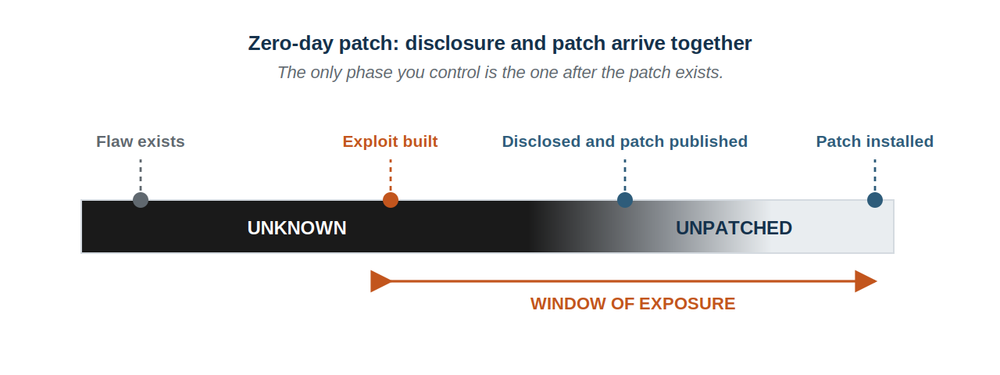 Zero-day patch: disclosure and patch arrive together
The only phase you control is the one after the patch exists.
Flaw exists
Exploit built
Disclosed and patch published
Patch installed
UNKNOWN
UNPATCHED
WINDOW OF EXPOSURE